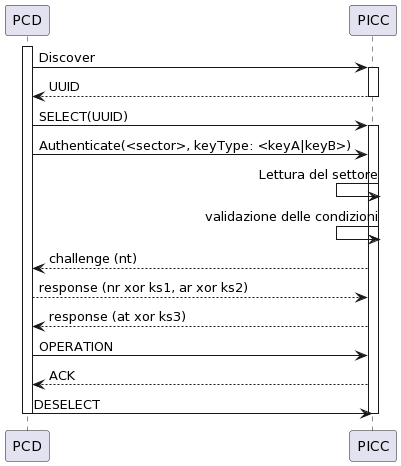 PCD PICC
Discover
UUID
SELECT(UUID)
Authenticate(<sector>, keyType: <keyA|keyB>)
Lettura del settore
validazione delle condizioni
challenge (nt)
response (nr xor ks1, ar xor ks2)
response (at xor ks3)
OPERATION
ACK
DESELECT
PCD PICC